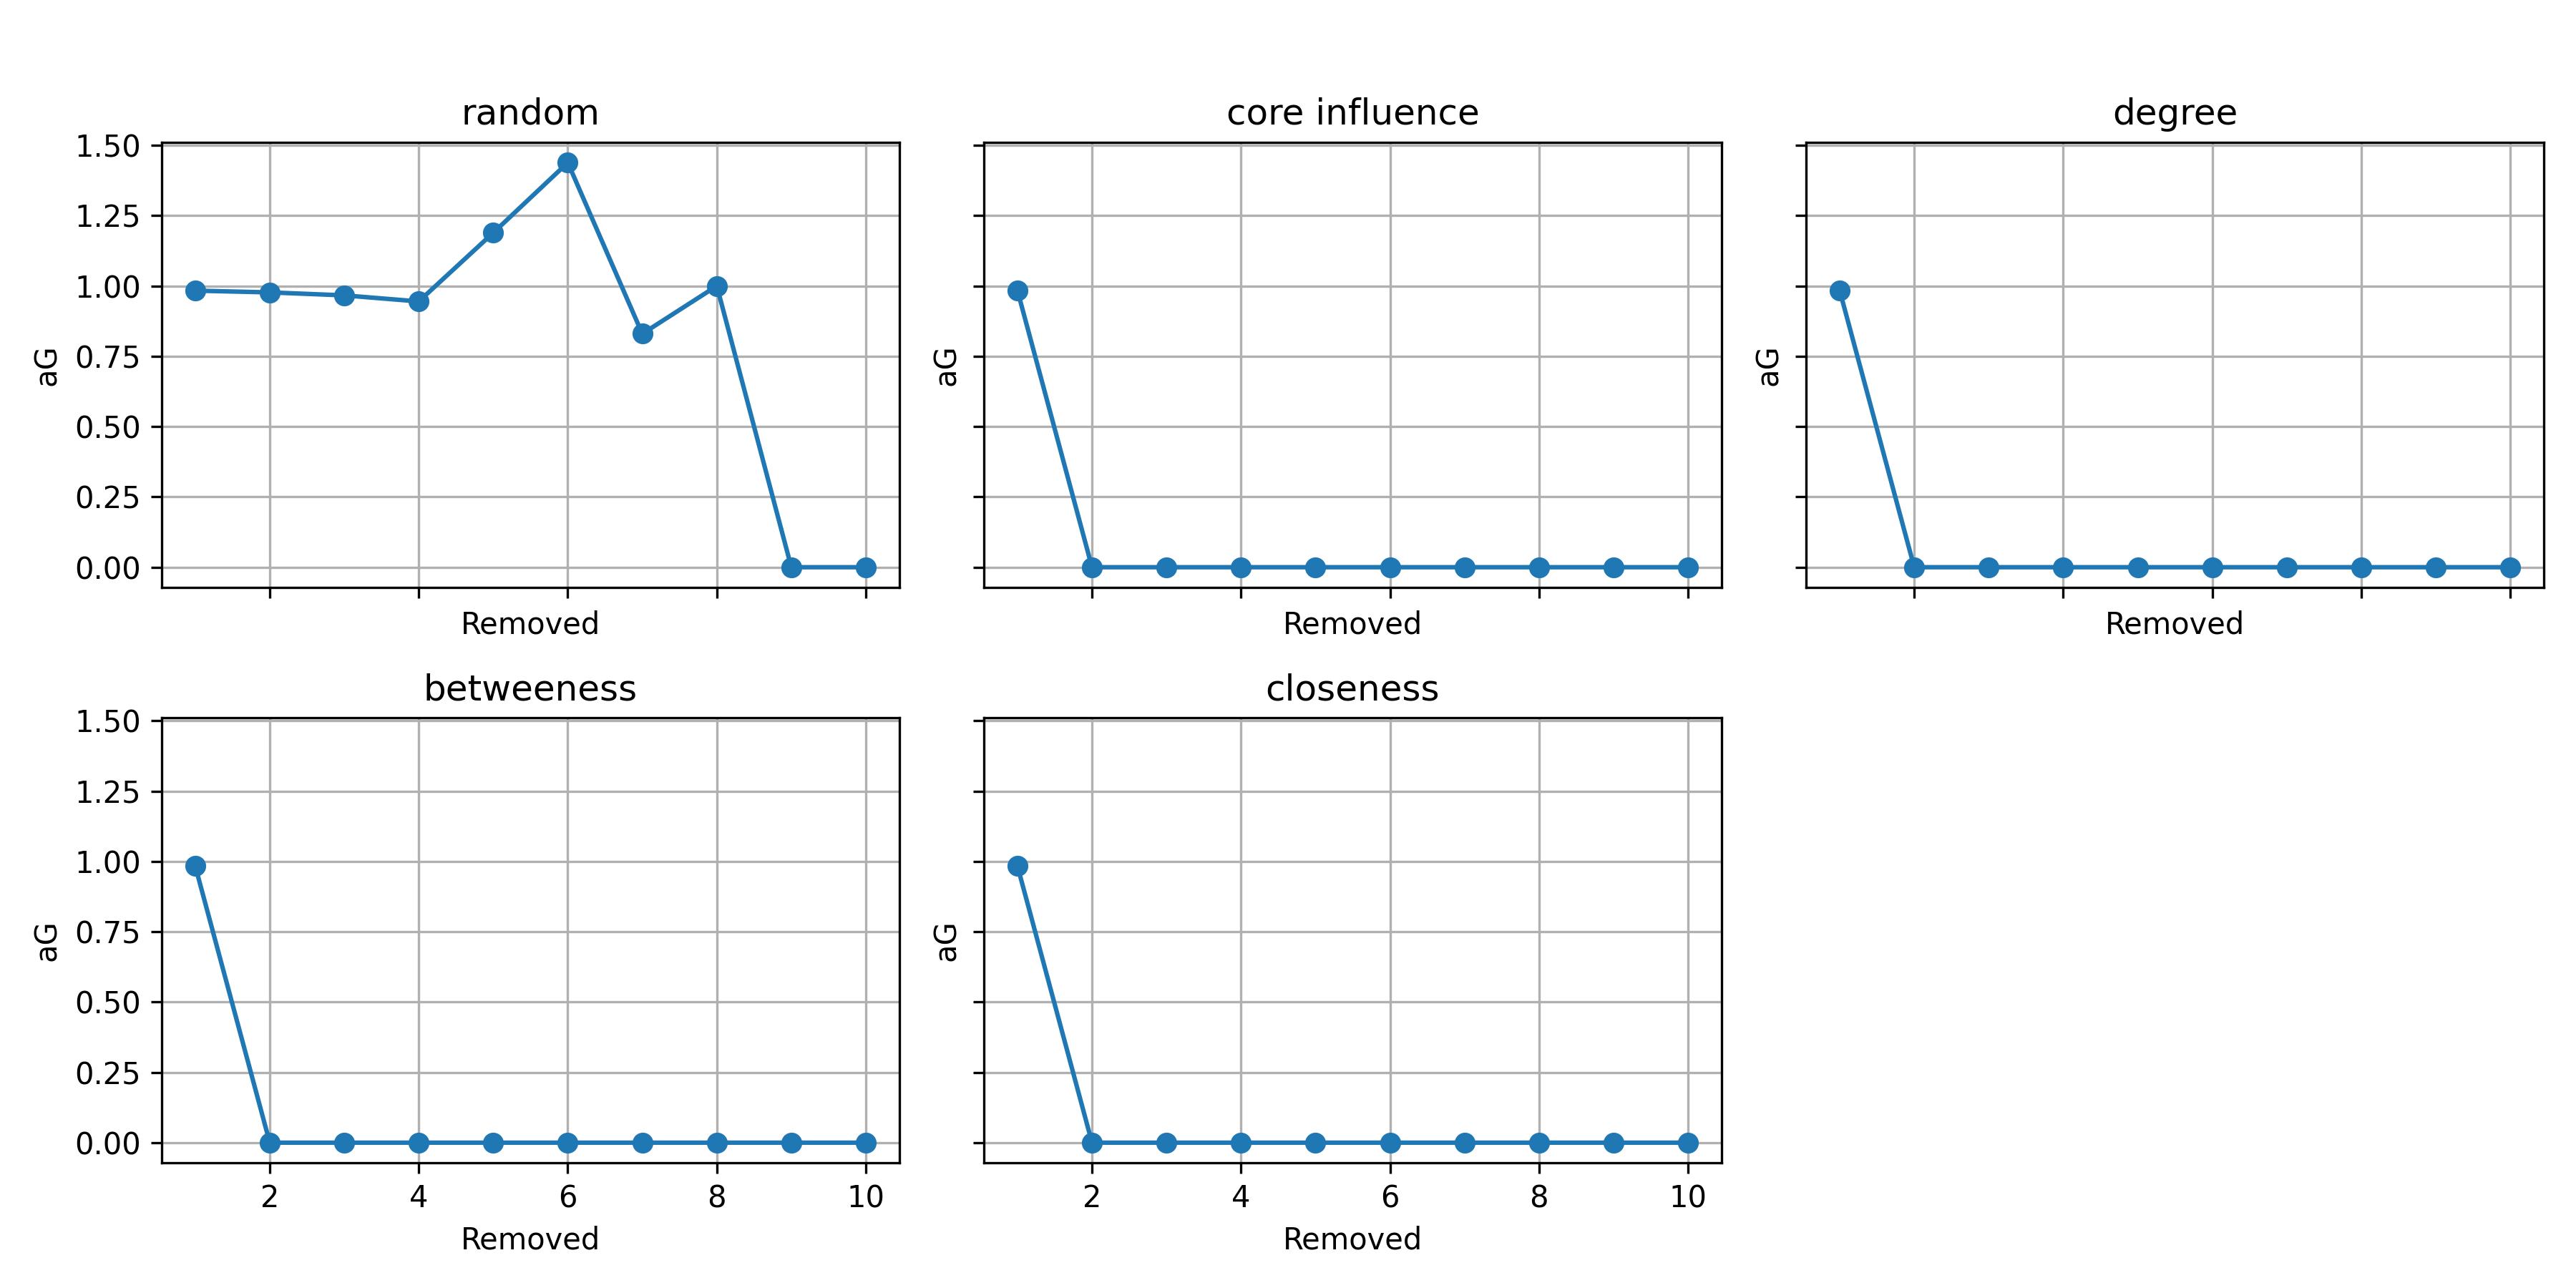 random
core influence
degree
1.50
1.25
1.00
0.75
0.50
0.25
0.00
aG
aG
aG
Removed
Removed
Removed
betweeness
closeness
1.50
1.25
1.00
0.75
0.50
0.25
0.00
aG
aG
2 4 6 8 10
2 4 6 8 10
Removed
Removed